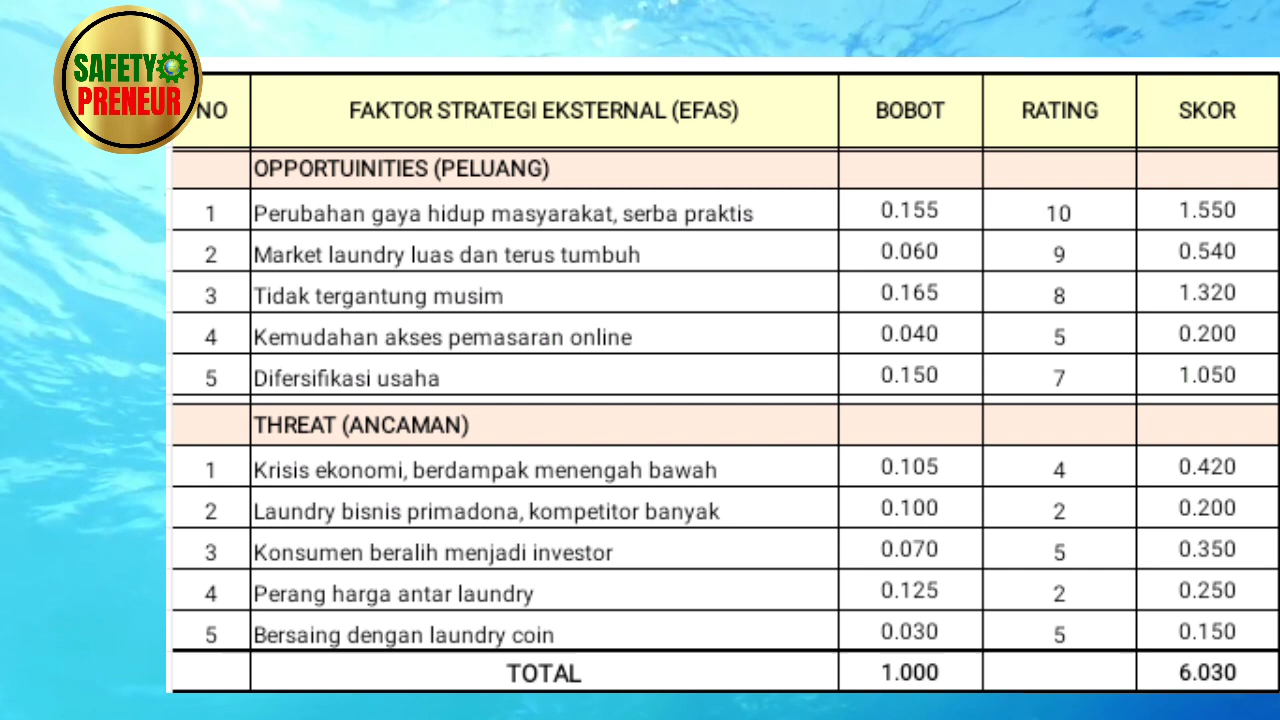 SAFETY
PRENEUR
NO FAKTOR STRATEGI EKSTERNAL (EFAS) BOBOT RATING SKOR
OPPORTUINITIES (PELUANG)
1 Perubahan gaya hidup masyarakat, serba praktis 0.155 10 1.550
2 Market laundry luas dan terus tumbuh 0.060 9 0.540
3 Tidak tergantung musim 0.165 8 1.320
4 Kemudahan akses pemasaran online 0.040 5 0.200
5 Difersifikasi usaha 0.150 7 1.050
THREAT (ANCAMAN)
1 Krisis ekonomi, berdampak menengah bawah 0.105 4 0.420
2 Laundry bisnis primadona, kompetitor banyak 0.100 2 0.200
3 Konsumen beralih menjadi investor 0.070 5 0.350
4 Perang harga antar laundry 0.125 2 0.250
5 Bersaing dengan laundry coin 0.030 5 0.150
TOTAL 1.000 6.030